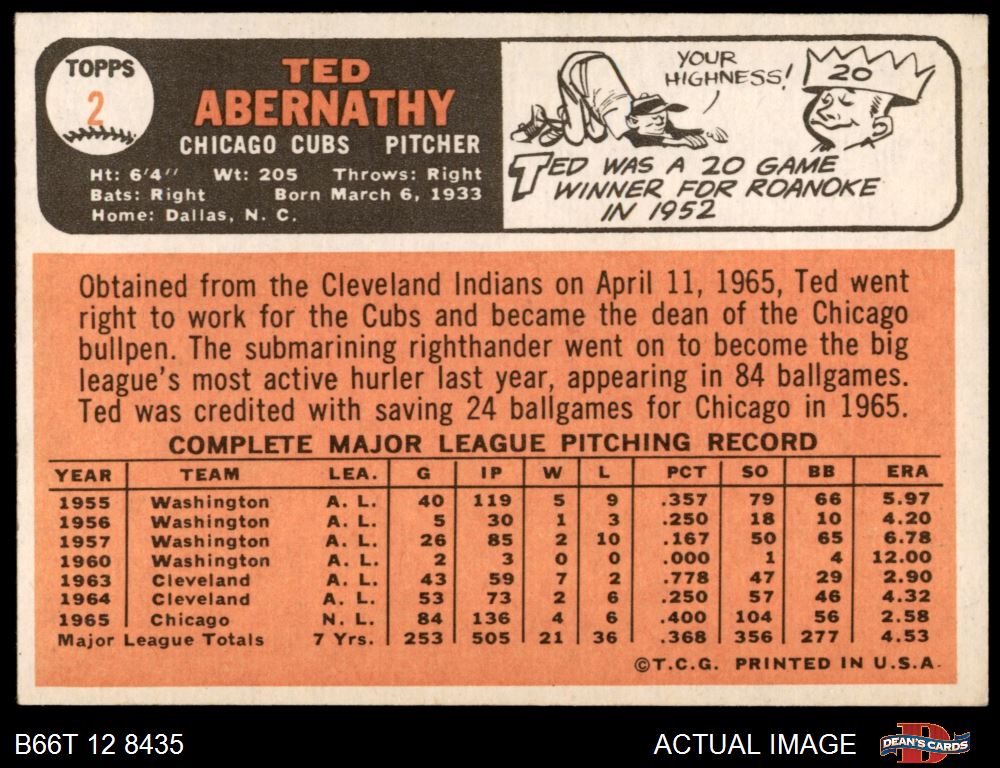 TOPPS
2
TED
ABERNATHY
CHICAGO CUBS PITCHER
Ht: 6'4" Wt: 205 Throws: Right
Bats: Right Born March 6, 1933
Home: Dallas, N. C.
YOUR
HIGHNESS!
20
TED WAS A 20 GAME
WINNER FOR ROANOKE
IN 1952
Obtained from the Cleveland Indians on April 11, 1965, Ted went
right to work for the Cubs and became the dean of the Chicago
bullpen. The submarining righthander went on to become the big
league's most active hurler last year, appearing in 84 ballgames.
Ted was credited with saving 24 ballgames for Chicago in 1965.
COMPLETE MAJOR LEAGUE PITCHING RECORD
YEAR TEAM LEA. G IP W L PCT SO BB ERA
1955 Washington A. L. 40 119 5 9 .357 79 66 5.97
1956 Washington A. L. 5 30 1 3 .250 18 10 4.20
1957 Washington A. L. 26 85 2 10 .167 50 65 6.78
1960 Washington A. L. 2 3 0 0 .000 1 4 12.00
1963 Cleveland A. L. 43 59 7 2 .778 47 29 2.90
1964 Cleveland A. L. 53 73 2 6 .250 57 46 4.32
1965 Chicago N. L. 84 136 4 6 .400 104 56 2.58
Major League Totals 7 Yrs. 253 505 21 36 .368 356 277 4.53
©T.C.G. PRINTED IN U.S.A.
B66T 12 8435
ACTUAL IMAGE
D
DEAN'S CARDS